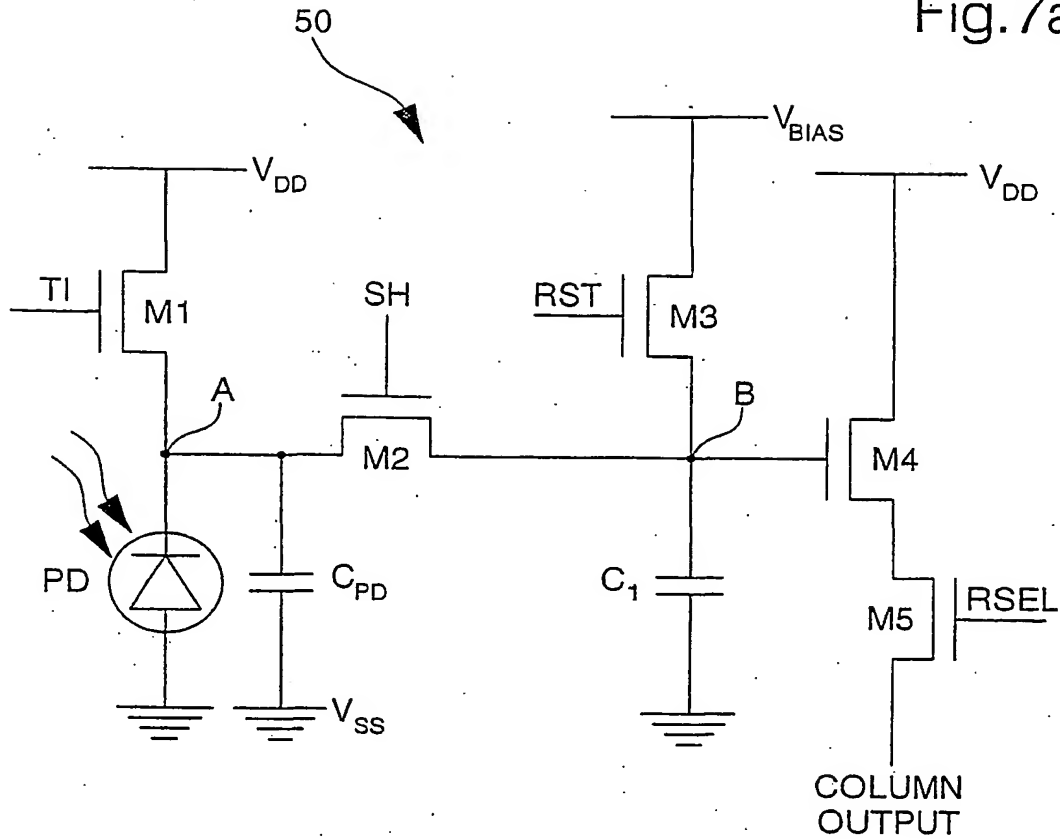 Fig.7a
50
V_BIAS
V_DD
V_DD
TI
M1
SH
RST
M3
A
B
M2
M4
PD
C_PD
C_1
M5
RSEL
V_SS
COLUMN
OUTPUT